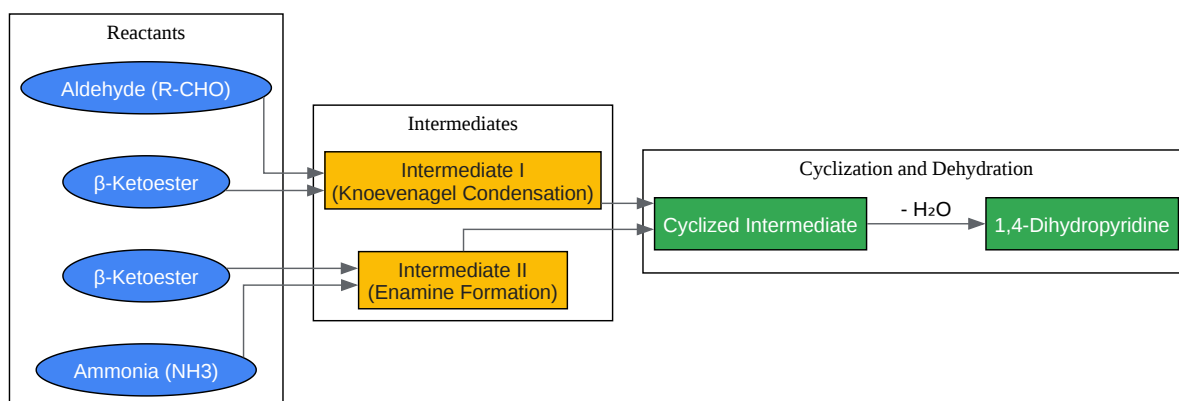 Reactants
Aldehyde (R-CHO)
β-Ketoester
β-Ketoester
Ammonia (NH3)
Intermediates
Intermediate I
(Knoevenagel Condensation)
Intermediate II
(Enamine Formation)
Cyclization and Dehydration
Cyclized Intermediate
- H₂O
1,4-Dihydropyridine